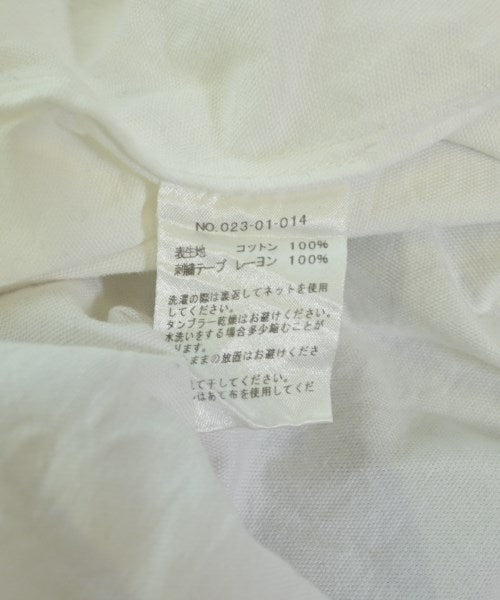 NO.023-01-014
表生地 コットン 100%
刺繍テープ レーヨン 100%
洗濯の際は裏返してネットを使用
してください。
タンブラー乾燥はお避けください。
水洗いをする場合多少縮むことが
ります。
ままの放置はお避けくださ
て干してください。
はあて布を使用してくだ